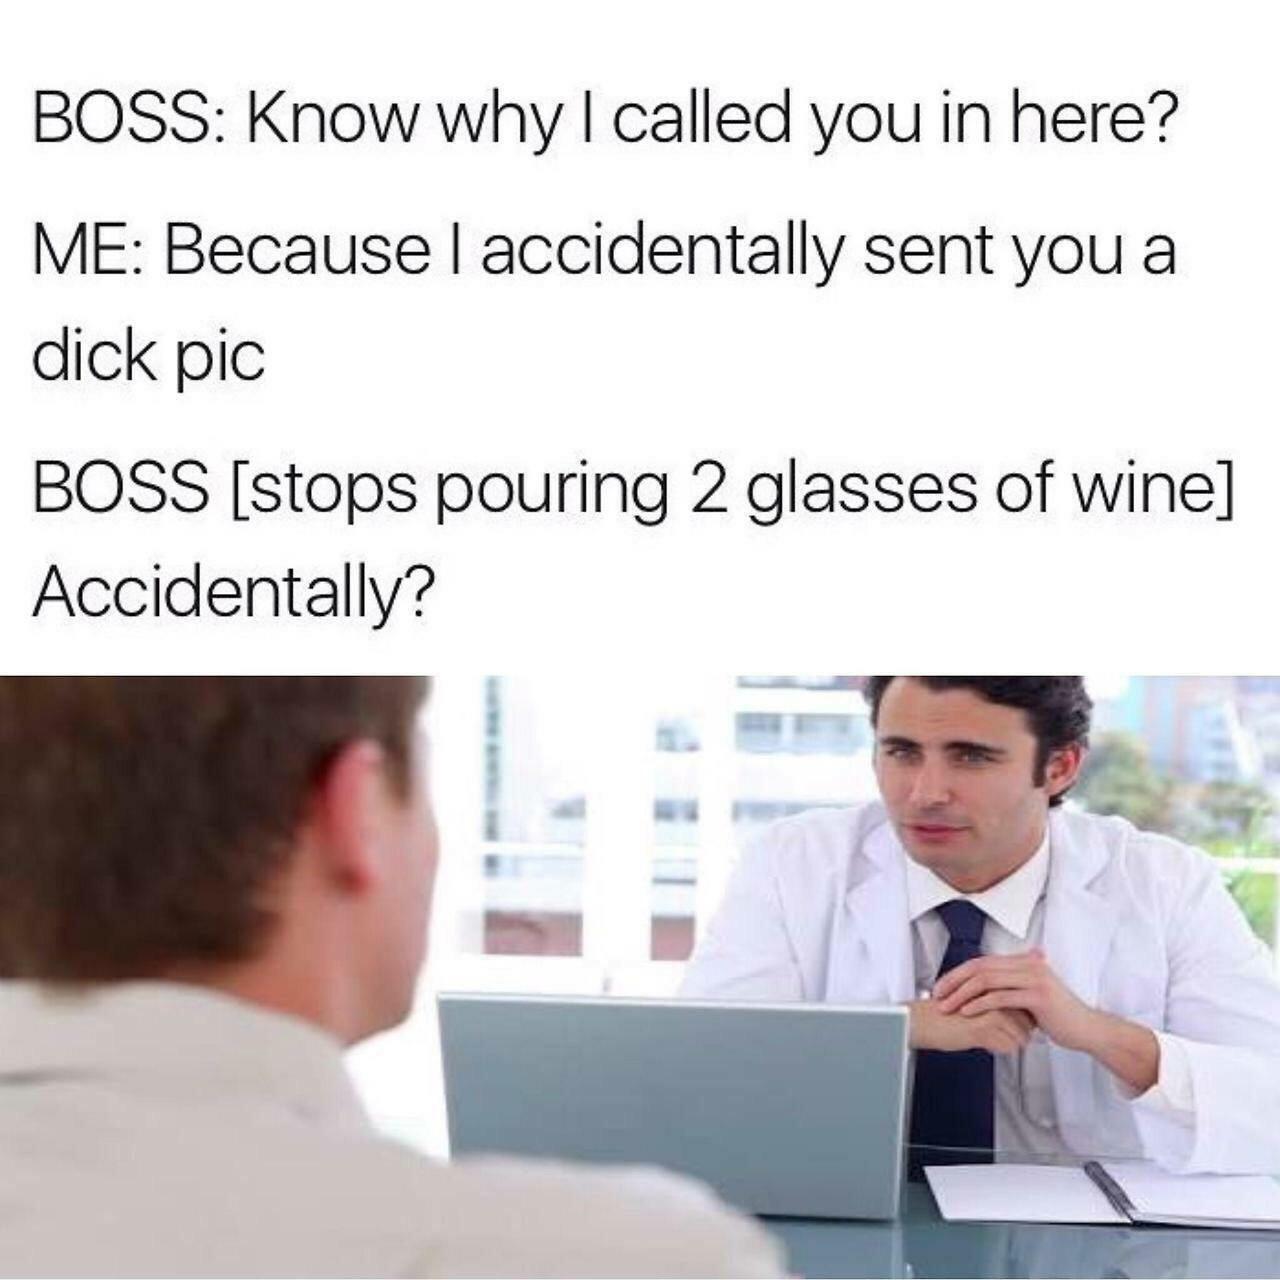 BOSS: Know why I called you in here?
ME: Because I accidentally sent you a
dick pic
BOSS [stops pouring 2 glasses of wine]
Accidentally?